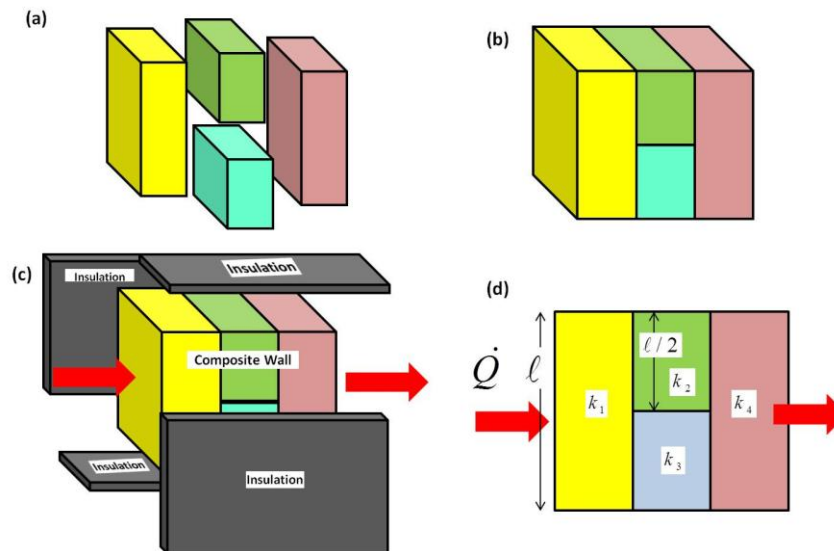 (a)
(b)
(c)
Insulation
Insulation
Composite Wall
Insulation
Insulation
(d)
Q̇
ℓ
ℓ / 2
k₁
k₂
k₃
k₄